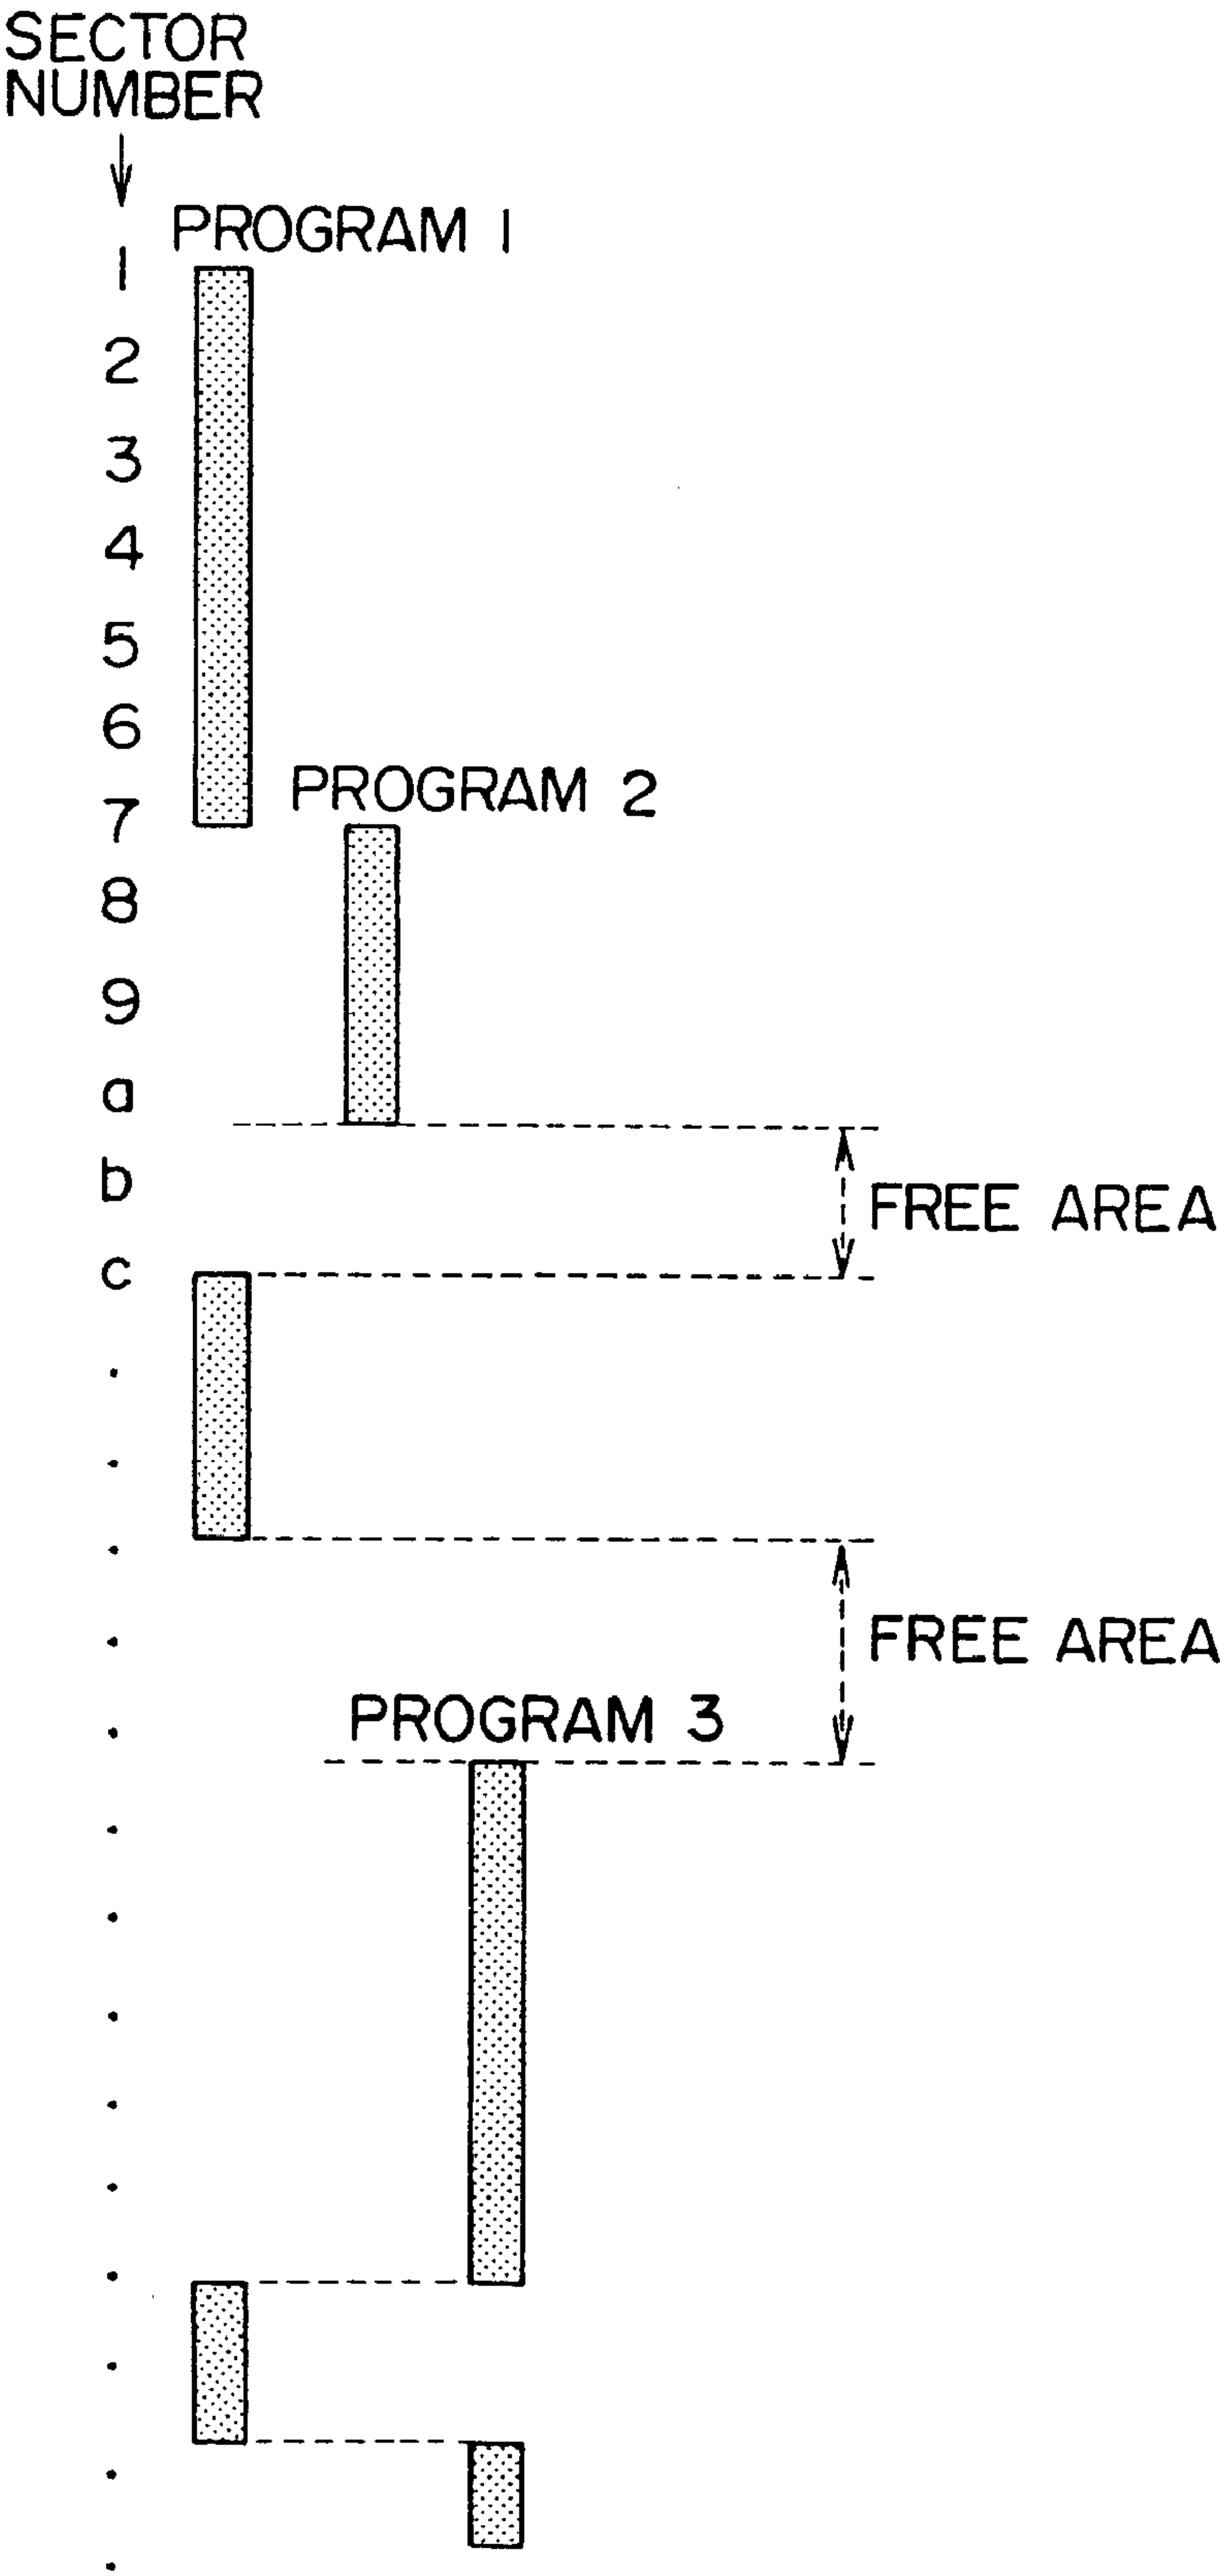 SECTOR
NUMBER
PROGRAM 1
1
2
3
4
5
6
PROGRAM 2
7
8
9
a
b
FREE AREA
c
.
.
.
.
FREE AREA
PROGRAM 3
.
.
.
.
.
.
.
.
.
.